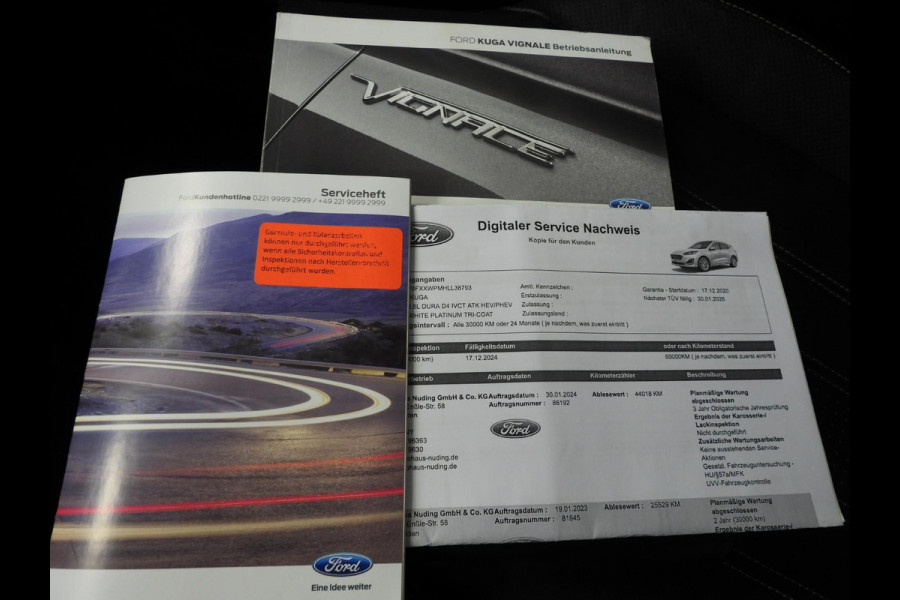 FORD KUGA VIGNALE Betriebsanleitung
VIGNALE
Ford
Serviceheft
FordKundenhotline 0221 9999 2999 / +49 221 9999 2999
Garantie- und Kulanzarbeiten
können nur durchgeführt werden,
wenn alle Sicherheitskontrollen und
Inspektionen nach Herstellervorschrift
durchgeführt wurden.
Ford
Eine Idee weiter
Ford
Digitaler Service Nachweis
Kopie für den Kunden
KUGA
DURA D4 IVCT ATK HEV/PHEV
PLATINUM TRI-COAT
Alle 30000 KM oder 24 Monate ( je nachdem, was zuerst eintritt )
Amtl. Kennzeichen :
Erstzulassung :
Zulassung :
Zulassungsland :
Garantie - Startdatum : 17.12.2020
Nächster TÜV fällig : 30.01.2026
Fälligkeitsdatum
oder nach Kilometerstand
17.12.2024
60000KM ( je nachdem, was zuerst eintritt )
Auftragsdaten
Kilometerzähler
Beschreibung
Nuding GmbH & Co. KG
58
96363
9630
Auftragsdatum : 30.01.2024
Auftragsnummer : 86192
Ford
Ablesewert : 44018 KM
Planmäßige Wartung
abgeschlossen
3 Jahr Obligatorische Jahresprüfung
Ergebnis der Karosserie-/
Lackinspektion
Nicht durchgeführt
Zusätzliche Wartungsarbeiten
Keine ausstehenden Service-
Aktionen
Gesetzl. Fahrzeuguntersuchung -
HU/§57a/MFK
UVV-Fahrzeugkontrolle
Nuding GmbH & Co. KG
58
Auftragsdatum : 19.01.2023
Auftragsnummer : 81645
Ablesewert : 25529 KM
Planmäßige Wartung
abgeschlossen
2 Jahr (30000 km)
Ergebnis der Karosserie-/